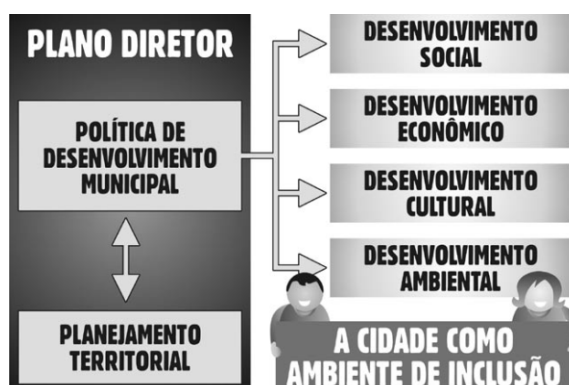 PLANO DIRETOR
POLÍTICA DE
DESENVOLVIMENTO
MUNICIPAL
PLANEJAMENTO
TERRITORIAL
DESENVOLVIMENTO
SOCIAL
DESENVOLVIMENTO
ECONÔMICO
DESENVOLVIMENTO
CULTURAL
DESENVOLVIMENTO
AMBIENTAL
A CIDADE COMO
AMBIENTE DE INCLUSÃO